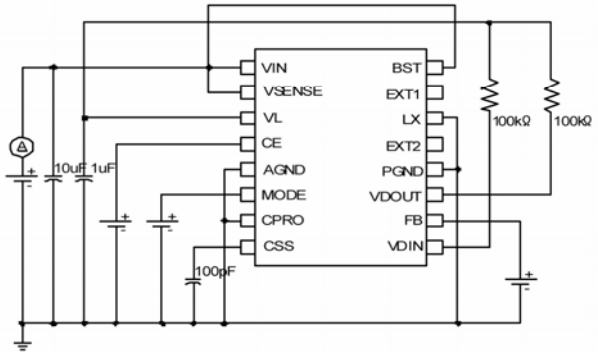 VIN
VSENSE
VL
CE
AGND
MODE
CPRO
CSS
BST
EXT1
LX
EXT2
PGND
VDOUT
FB
VDIN
A
10uF
1uF
100pF
100kΩ
100kΩ
+
-
+
-
+
-
+
-